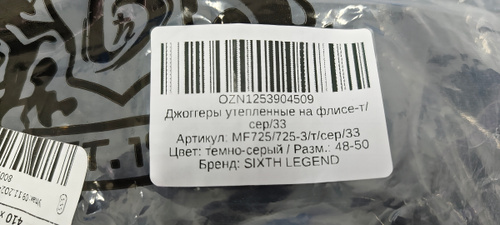 OZN1253904509
Джоггеры утепленные на флисе-т/
сер/33
Артикул: MF725/725-3/т/сер/33
Цвет: темно-серый / Разм.: 48-50
Бренд: SIXTH LEGEND
410